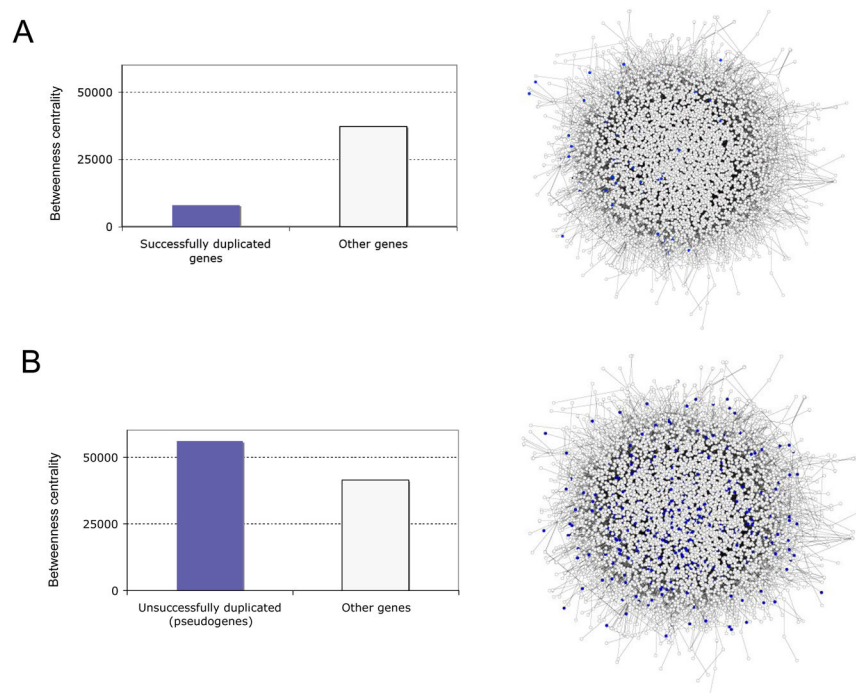 A
Betweenness centrality
50000
25000
0
Successfully duplicated
genes
Other genes
B
Betweenness centrality
50000
25000
0
Unsuccessfully duplicated
(pseudogenes)
Other genes